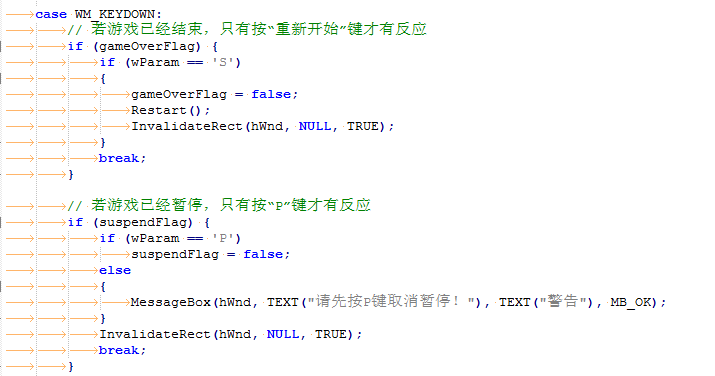 case WM_KEYDOWN:
// 若游戏已经结束，只有按“重新开始”键才有反应
if (gameOverFlag) {
if (wParam == 'S')
{
gameOverFlag = false;
Restart();
InvalidateRect(hWnd, NULL, TRUE);
}
break;
}
// 若游戏已经暂停，只有按“P”键才有反应
if (suspendFlag) {
if (wParam == 'P')
suspendFlag = false;
else
{
MessageBox(hWnd, TEXT("请先按P键取消暂停！"), TEXT("警告"), MB_OK);
}
InvalidateRect(hWnd, NULL, TRUE);
break;
}